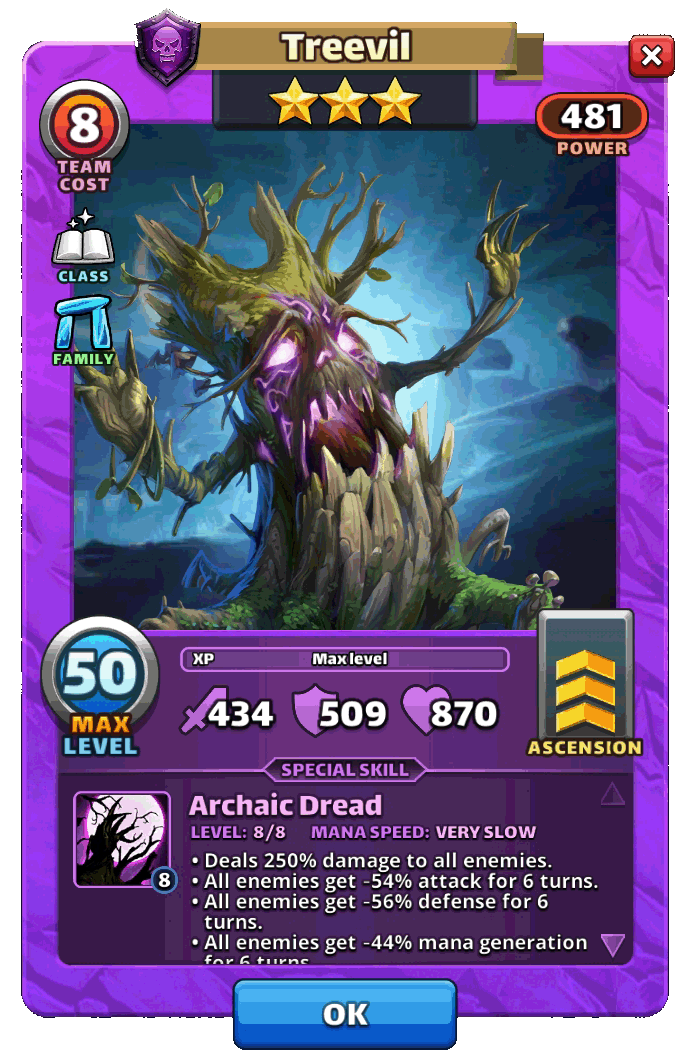 Treevil
8
TEAM
COST
481
POWER
CLASS
FAMILY
50
MAX
LEVEL
XP Max level
434 509 870
ASCENSION
SPECIAL SKILL
Archaic Dread
LEVEL: 8/8 MANA SPEED: VERY SLOW
8
• Deals 250% damage to all enemies.
• All enemies get -54% attack for 6 turns.
• All enemies get -56% defense for 6
turns.
• All enemies get -44% mana generation
for 6 turns
OK